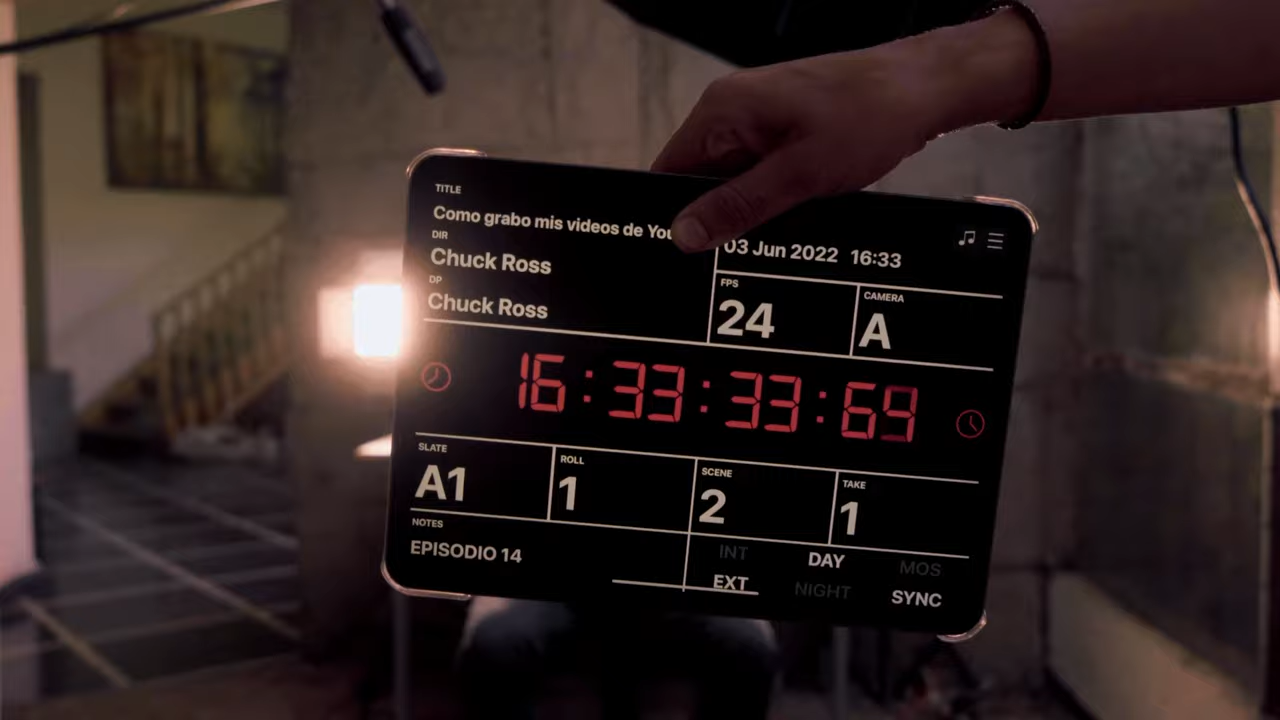 TITLE
Como grabo mis videos de
DIR
Chuck Ross
DP
Chuck Ross
03 Jun 2022 16:33
FPS
24
CAMERA
A
16:33:33:69
SLATE
A1
ROLL
1
SCENE
2
TAKE
1
NOTES
EPISODIO 14
INT DAY MOS
EXT NIGHT SYNC